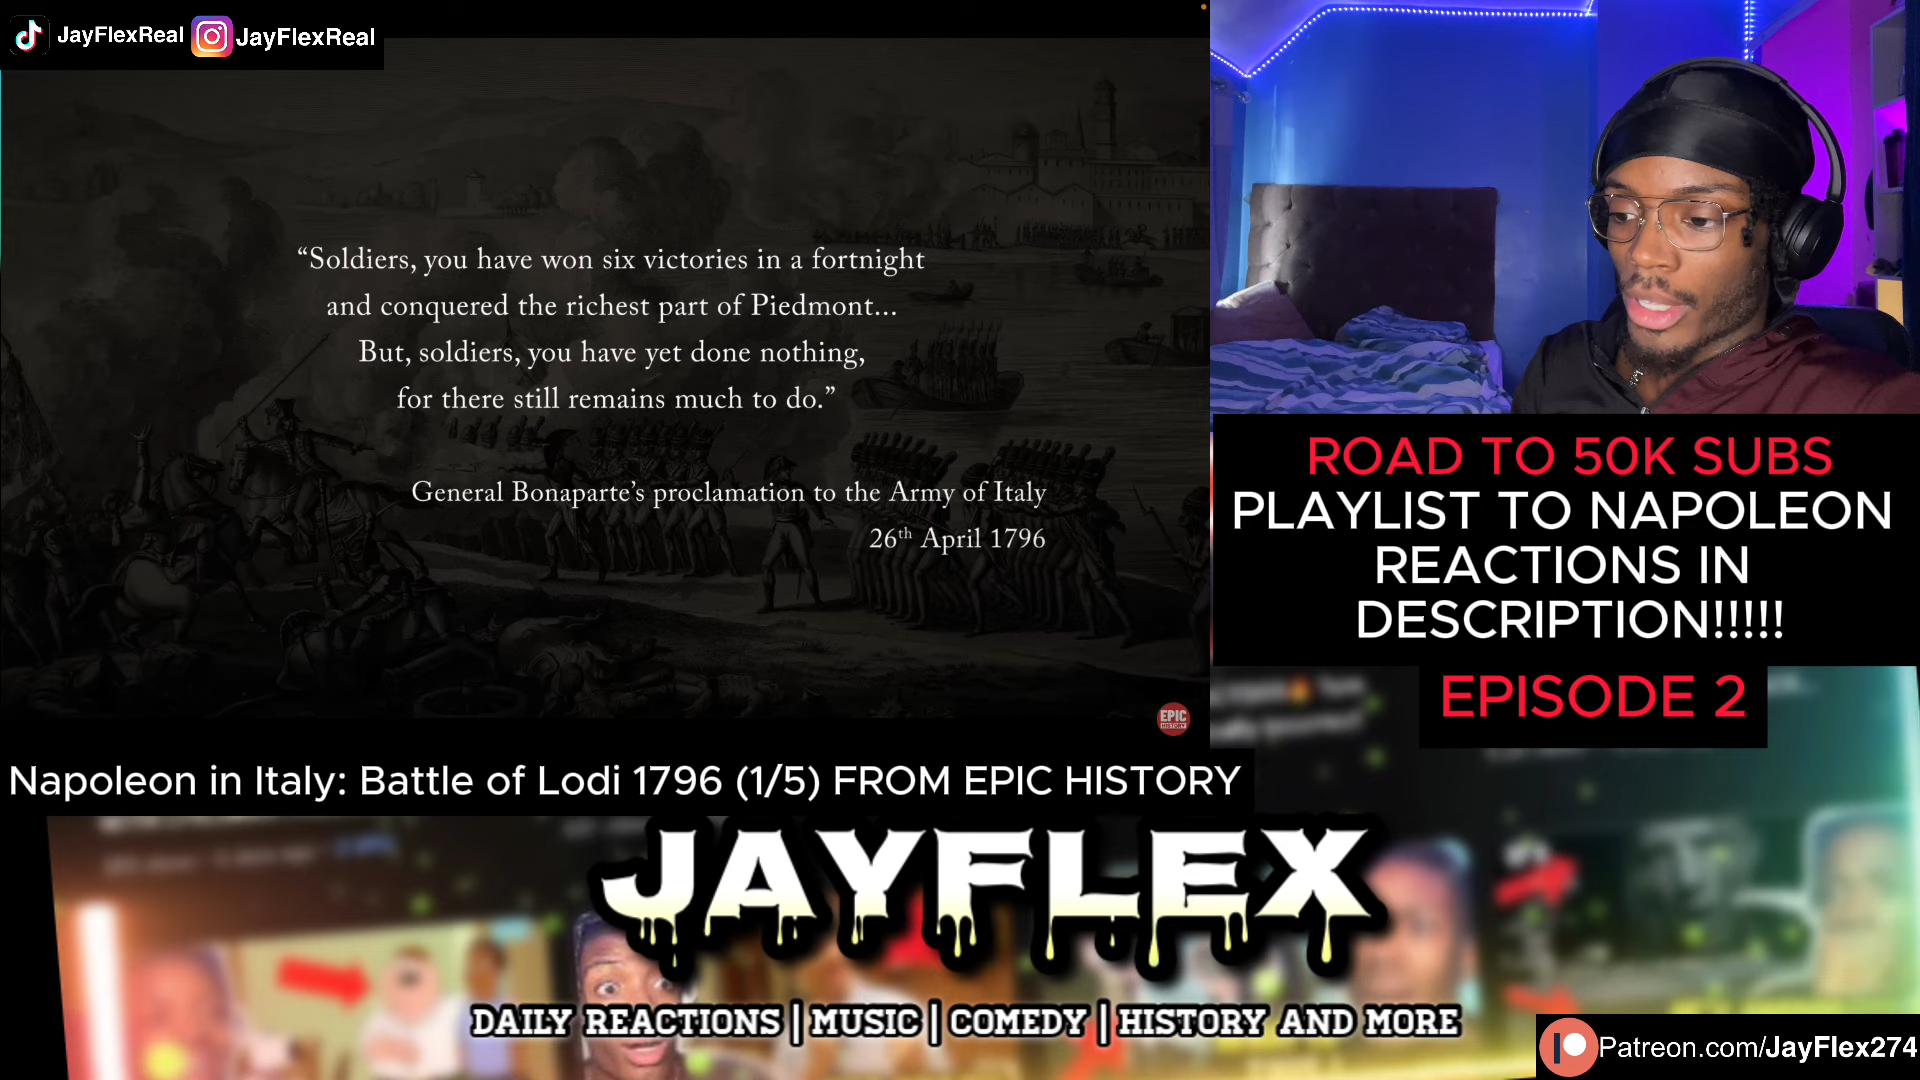 JayFlexReal JayFlexReal
“Soldiers, you have won six victories in a fortnight
and conquered the richest part of Piedmont...
But, soldiers, you have yet done nothing,
for there still remains much to do.”
General Bonaparte’s proclamation to the Army of Italy
26th April 1796
EPIC
HISTORY
ROAD TO 50K SUBS
PLAYLIST TO NAPOLEON
REACTIONS IN
DESCRIPTION!!!!!
EPISODE 2
Napoleon in Italy: Battle of Lodi 1796 (1/5) FROM EPIC HISTORY
JAYFLEX
DAILY REACTIONS | MUSIC | COMEDY | HISTORY AND MORE
Patreon.com/JayFlex274